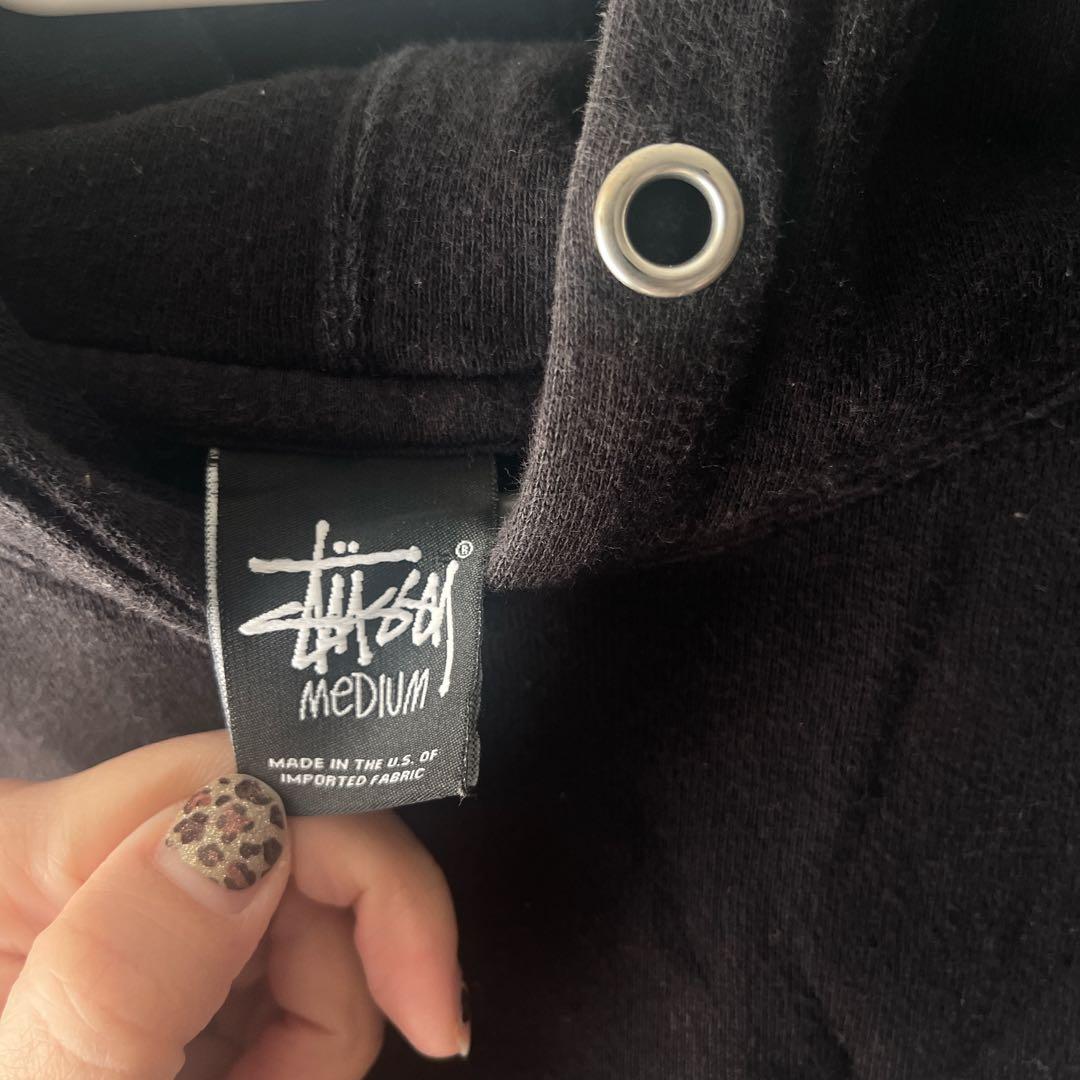 Stüssy®
MeDIUM
MADE IN THE U.S. OF
IMPORTED FABRIC